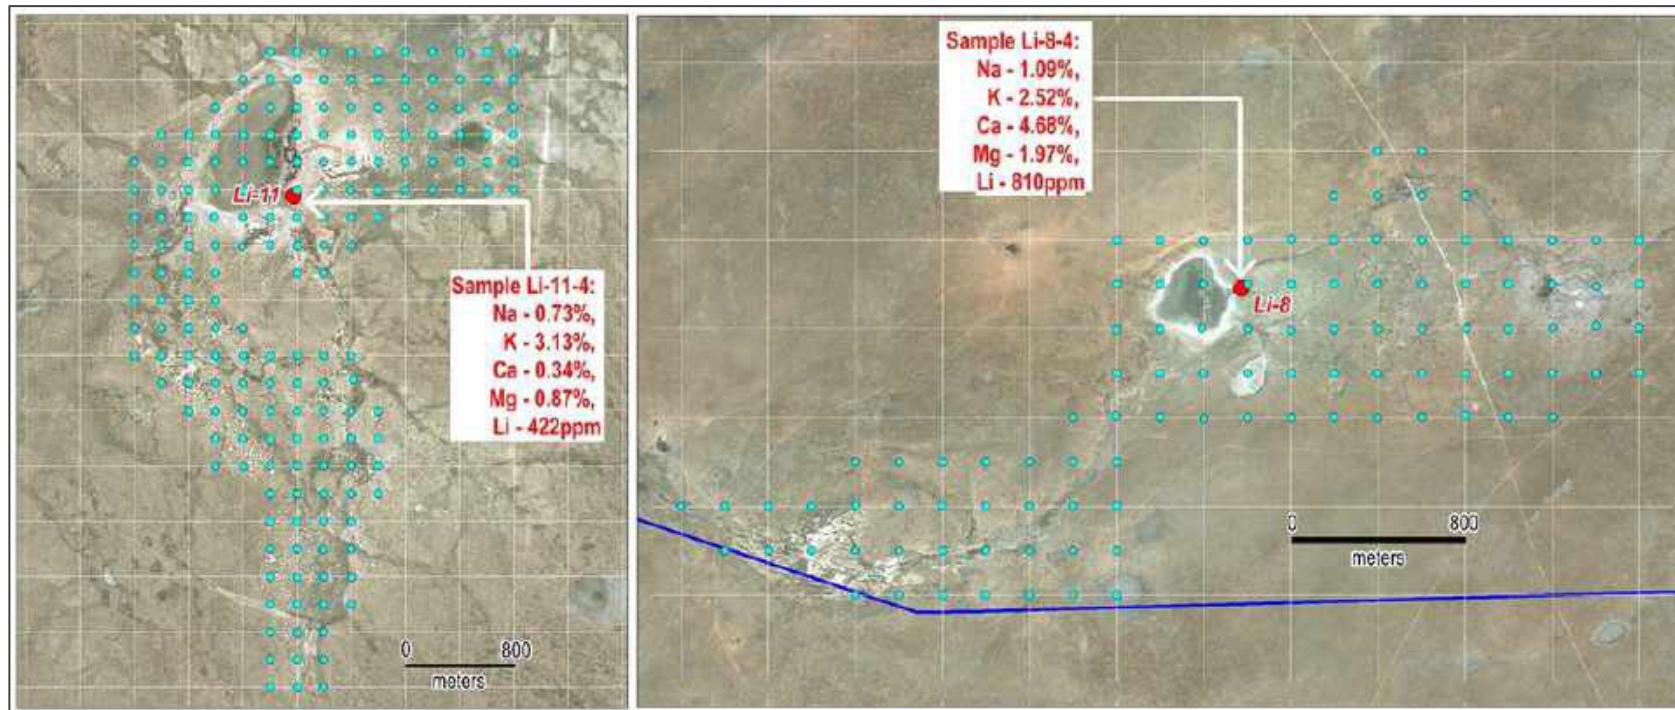 Li-11
Sample Li-11-4:
Na - 0.73%,
K - 3.13%,
Ca - 0.34%,
Mg - 0.87%,
Li - 422ppm
0 800
meters
Sample Li-8-4:
Na - 1.09%,
K - 2.52%,
Ca - 4.68%,
Mg - 1.97%,
Li - 810ppm
Li-8
0 800
meters